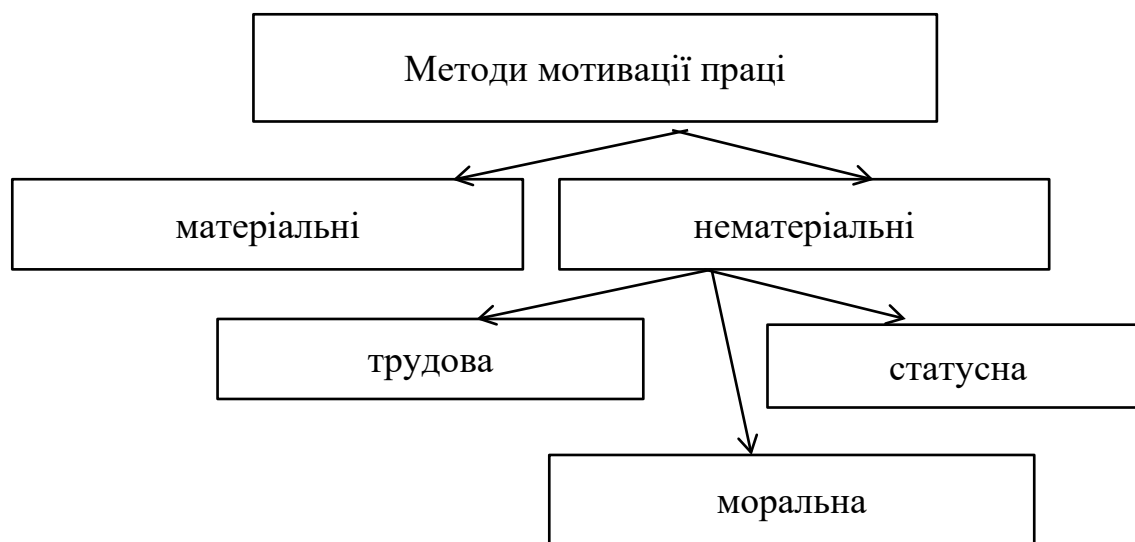 Методи мотивації праці
матеріальні
нематеріальні
трудова
статусна
моральна